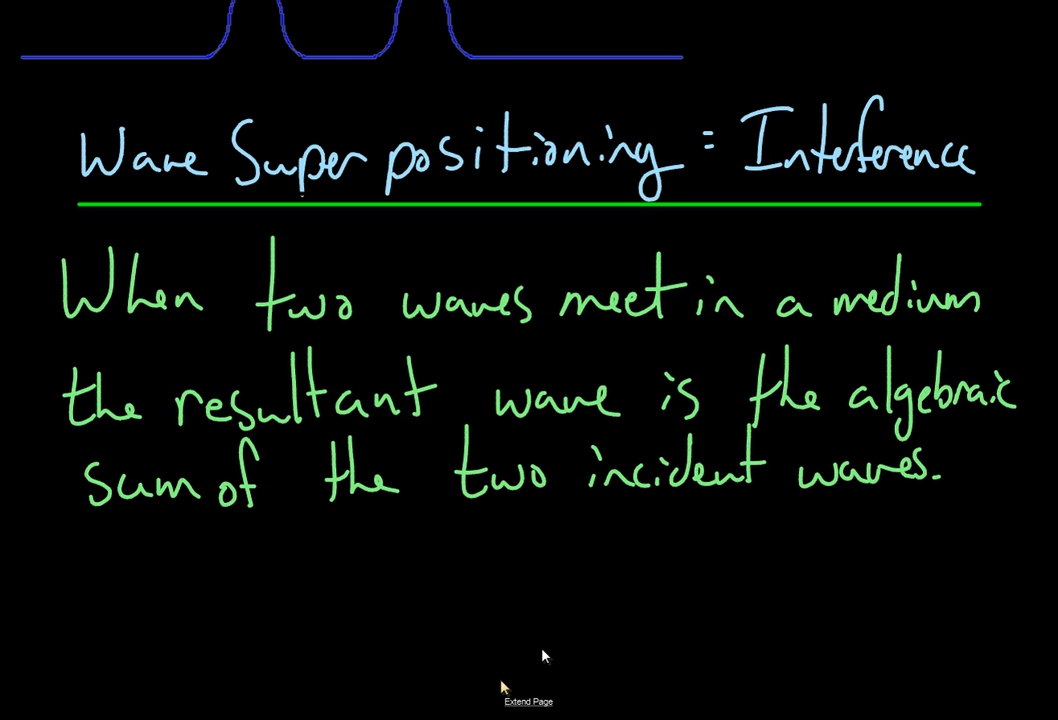 Wave Superpositioning = Interference
When two waves meet in a medium
the resultant wave is the algebraic
sum of the two incident waves.
Extend Page